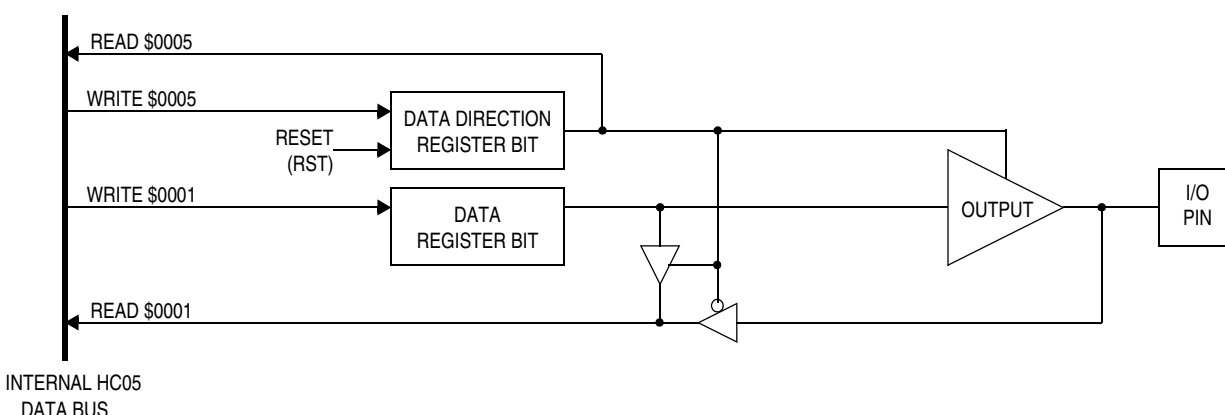 READ $0005
WRITE $0005
DATA DIRECTION
REGISTER BIT
RESET
(RST)
WRITE $0001
DATA
REGISTER BIT
OUTPUT
I/O
PIN
READ $0001
INTERNAL HC05
DATA BUS